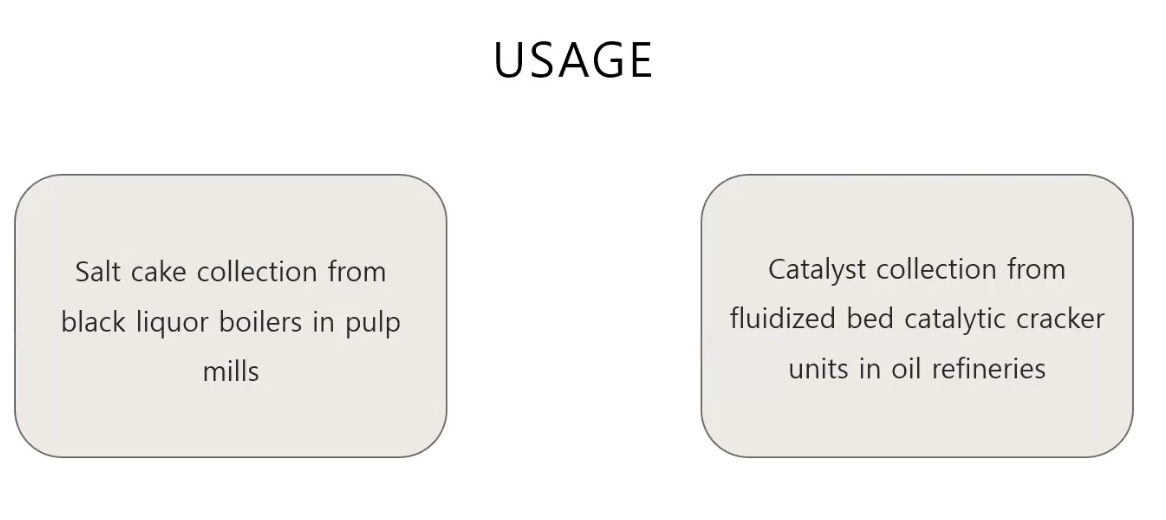 USAGE
Salt cake collection from
black liquor boilers in pulp
mills
Catalyst collection from
fluidized bed catalytic cracker
units in oil refineries